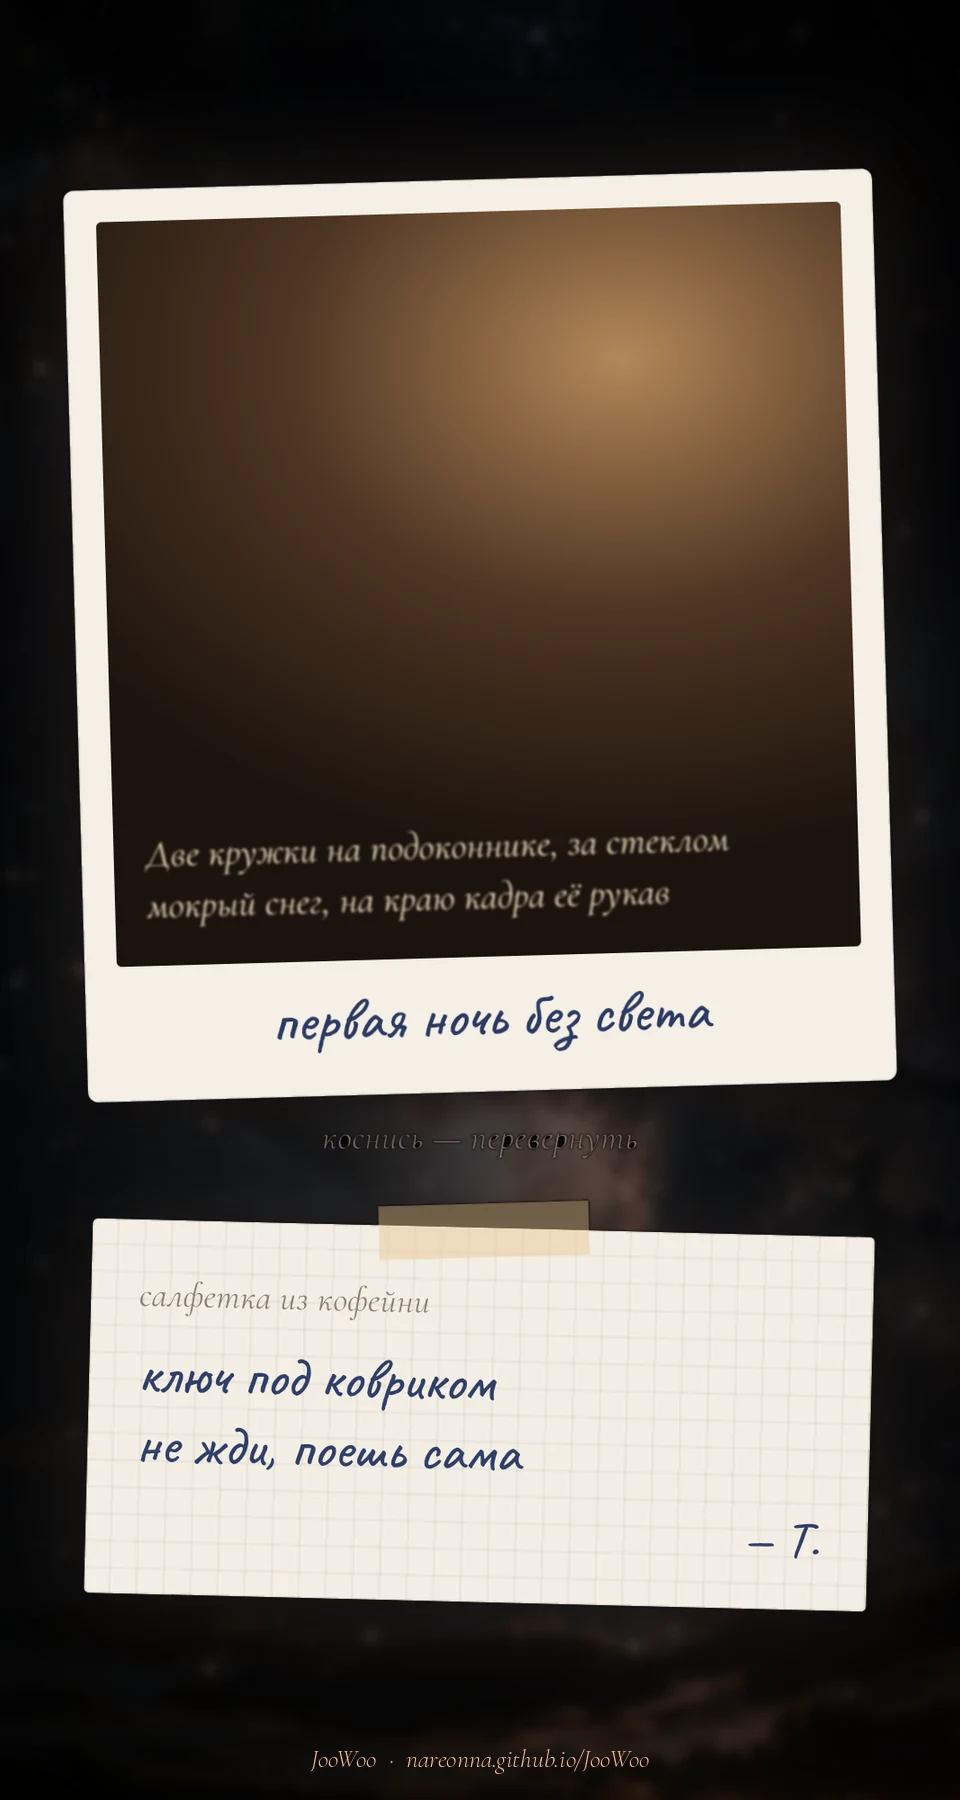 Две кружки на подоконнике, за стеклом
мокрый снег, на краю кадра её рукав
первая ночь без света
коснись — перевернуть
салфетка из кофейни
ключ под ковриком
не жди, поешь сама
— Т.
JooWoo · nareonna.github.io/JooWoo